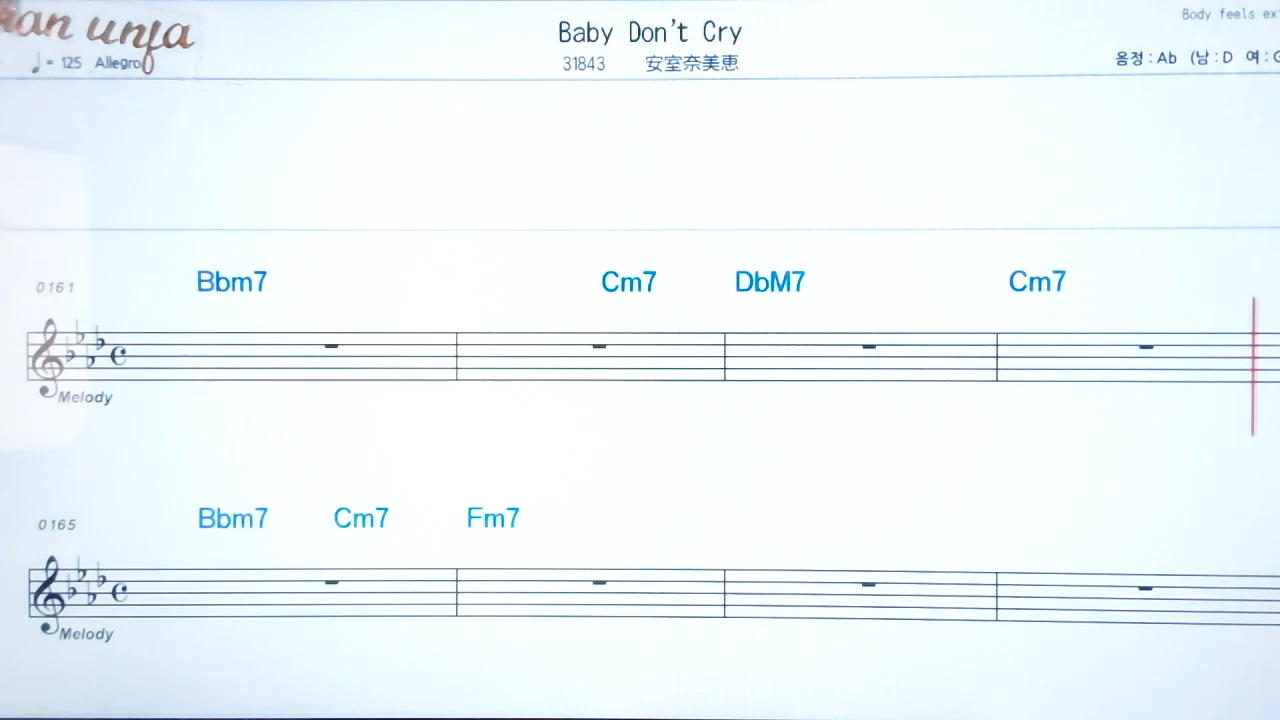 Baby Don't Cry
Body feels
unja
♩= 125 Allegro
31843 安室奈美恵
음정 : Ab (남 : D 여 :
0161 Bbm7 Cm7 DbM7 Cm7
Melody
0165 Bbm7 Cm7 Fm7
Melody